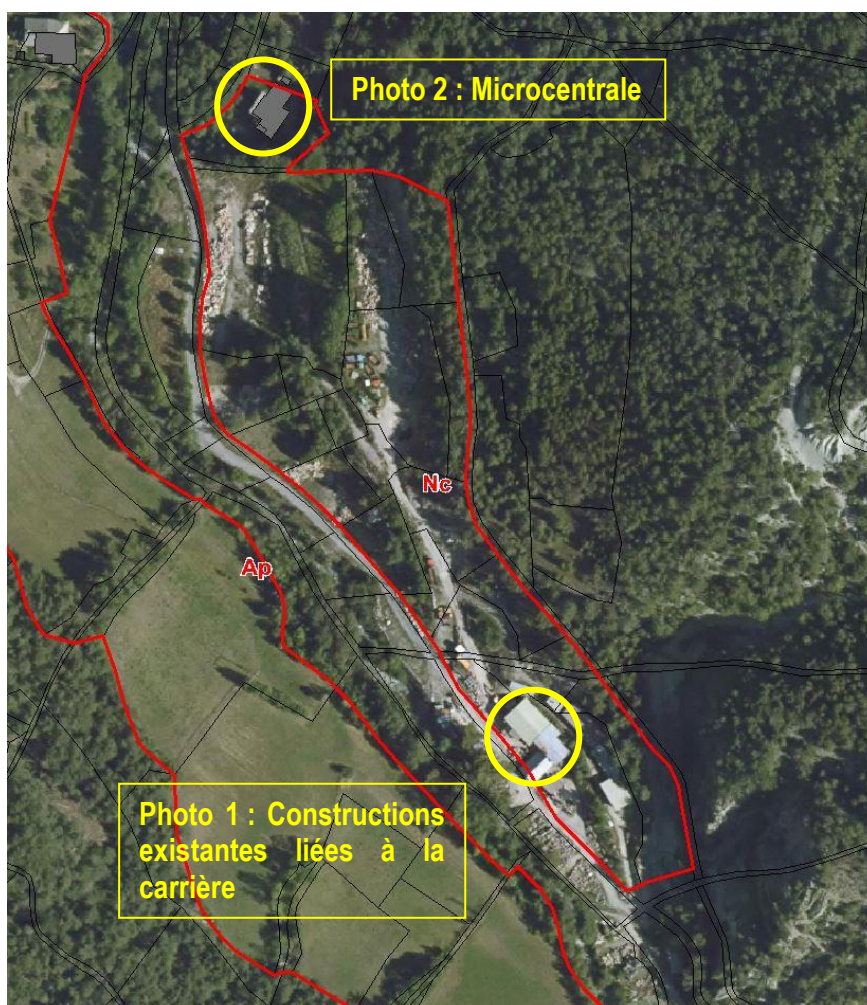 Photo 2 : Microcentrale
Nc
Ap
Photo 1 : Constructions
existantes liées à la
carrière